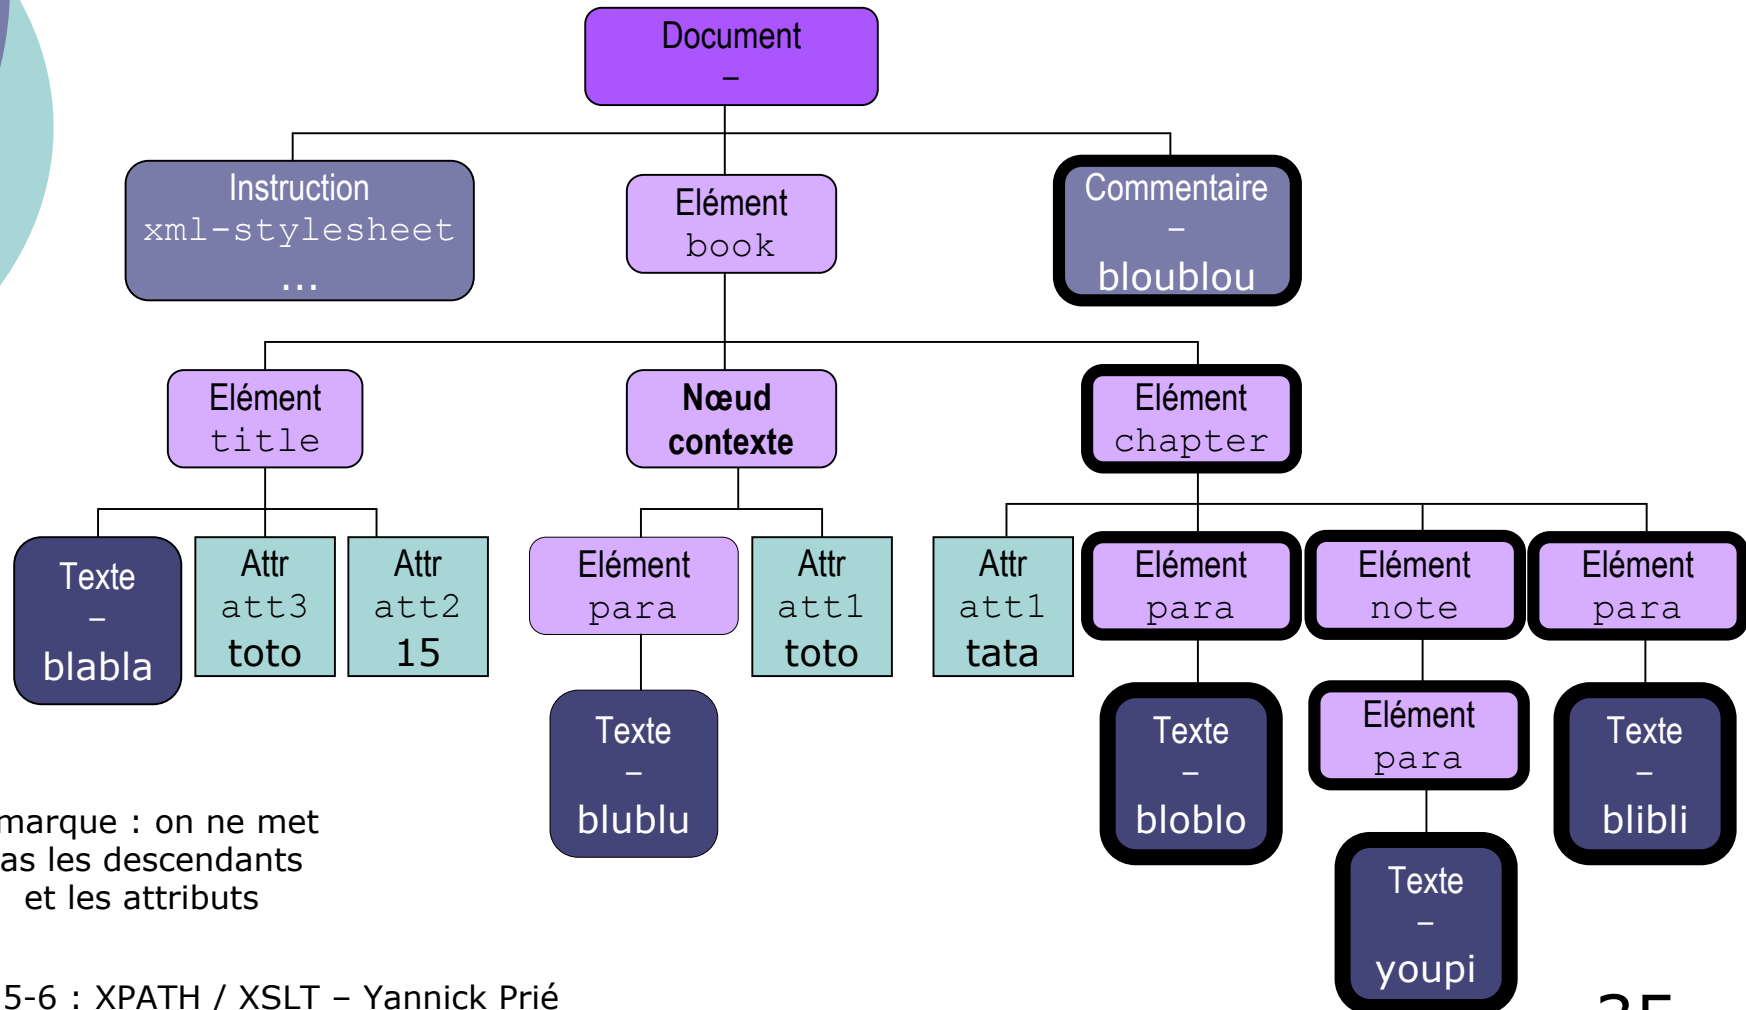 Document
–
Instruction
xml-stylesheet
...
Elément
book
Commentaire
–
bloublou
Elément
title
Nœud
contexte
Elément
chapter
Texte
–
blabla
Attr
att3
toto
Attr
att2
15
Elément
para
Attr
att1
toto
Attr
att1
tata
Elément
para
Elément
note
Elément
para
Texte
–
blublu
Texte
–
bloblo
Elément
para
Texte
–
blibli
Texte
–
youpi
marque : on ne met
as les descendants
et les attributs
5-6 : XPATH / XSLT – Yannick Prié